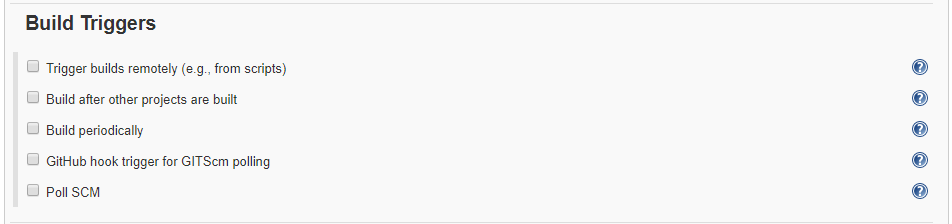 Build Triggers
Trigger builds remotely (e.g., from scripts)
Build after other projects are built
Build periodically
GitHub hook trigger for GITScm polling
Poll SCM